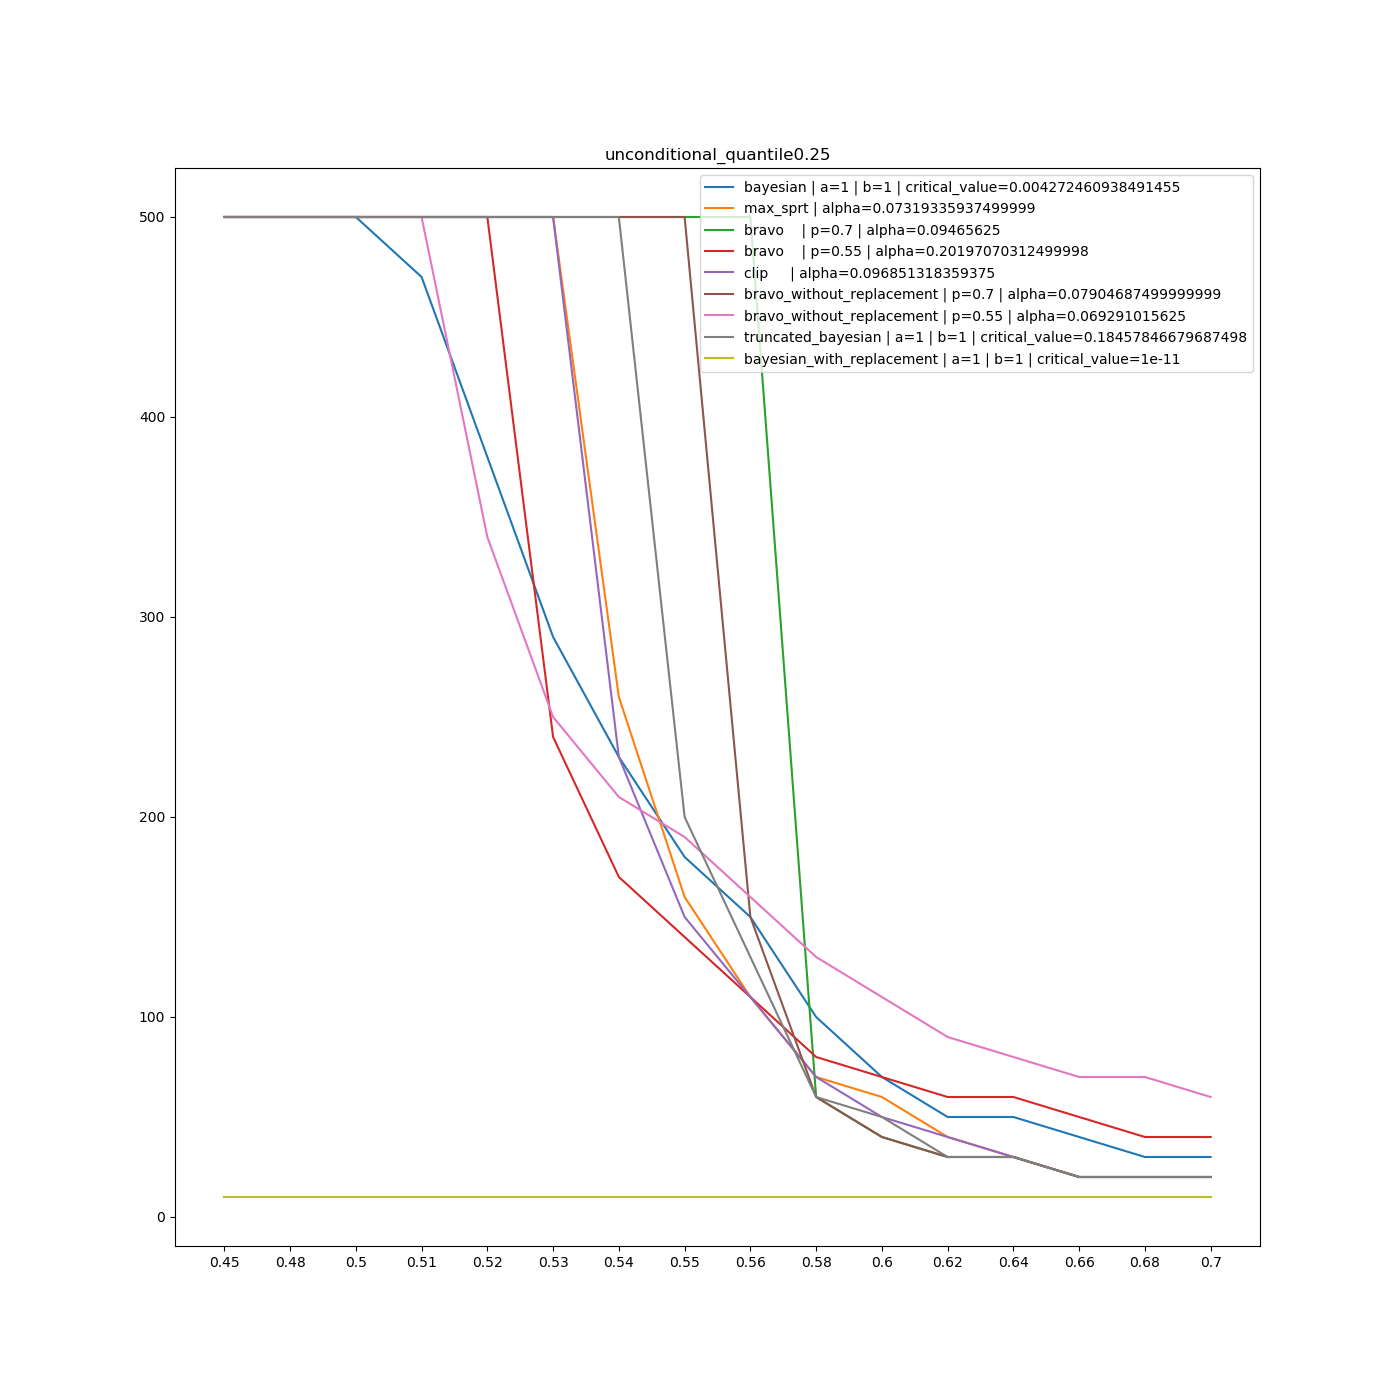 unconditional_quantile0.25
bayesian | a=1 | b=1 | critical_value=0.004272460938491455
max_sprt | alpha=0.07319335937499999
bravo    | p=0.7 | alpha=0.09465625
bravo    | p=0.55 | alpha=0.20197070312499998
clip     | alpha=0.096851318359375
bravo_without_replacement | p=0.7 | alpha=0.07904687499999999
bravo_without_replacement | p=0.55 | alpha=0.069291015625
truncated_bayesian | a=1 | b=1 | critical_value=0.18457846679687498
bayesian_with_replacement | a=1 | b=1 | critical_value=1e-11
500
400
300
200
100
0
0.45 0.48 0.5 0.51 0.52 0.53 0.54 0.55 0.56 0.58 0.6 0.62 0.64 0.66 0.68 0.7